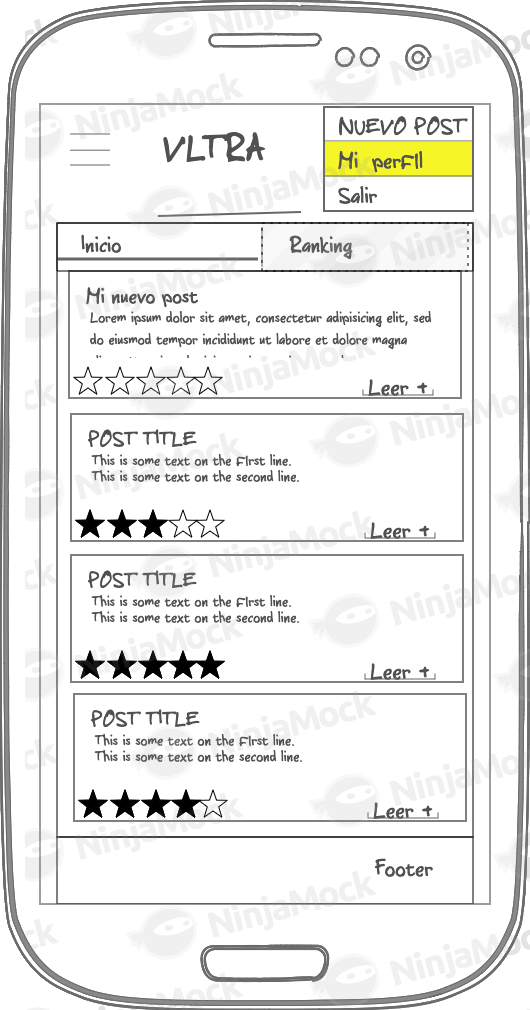 VLTRA
NUEVO POST
Mi perfil
Salir
Inicio
Ranking
Mi nuevo post
Lorem ipsum dolor sit amet, consectetur adipisicing elit, sed
do eiusmod tempor incididunt ut labore et dolore magna
Leer +
POST TITLE
This is some text on the first line.
This is some text on the second line.
Leer +
POST TITLE
This is some text on the first line.
This is some text on the second line.
Leer +
POST TITLE
This is some text on the first line.
This is some text on the second line.
Leer +
Footer
NinjaMock